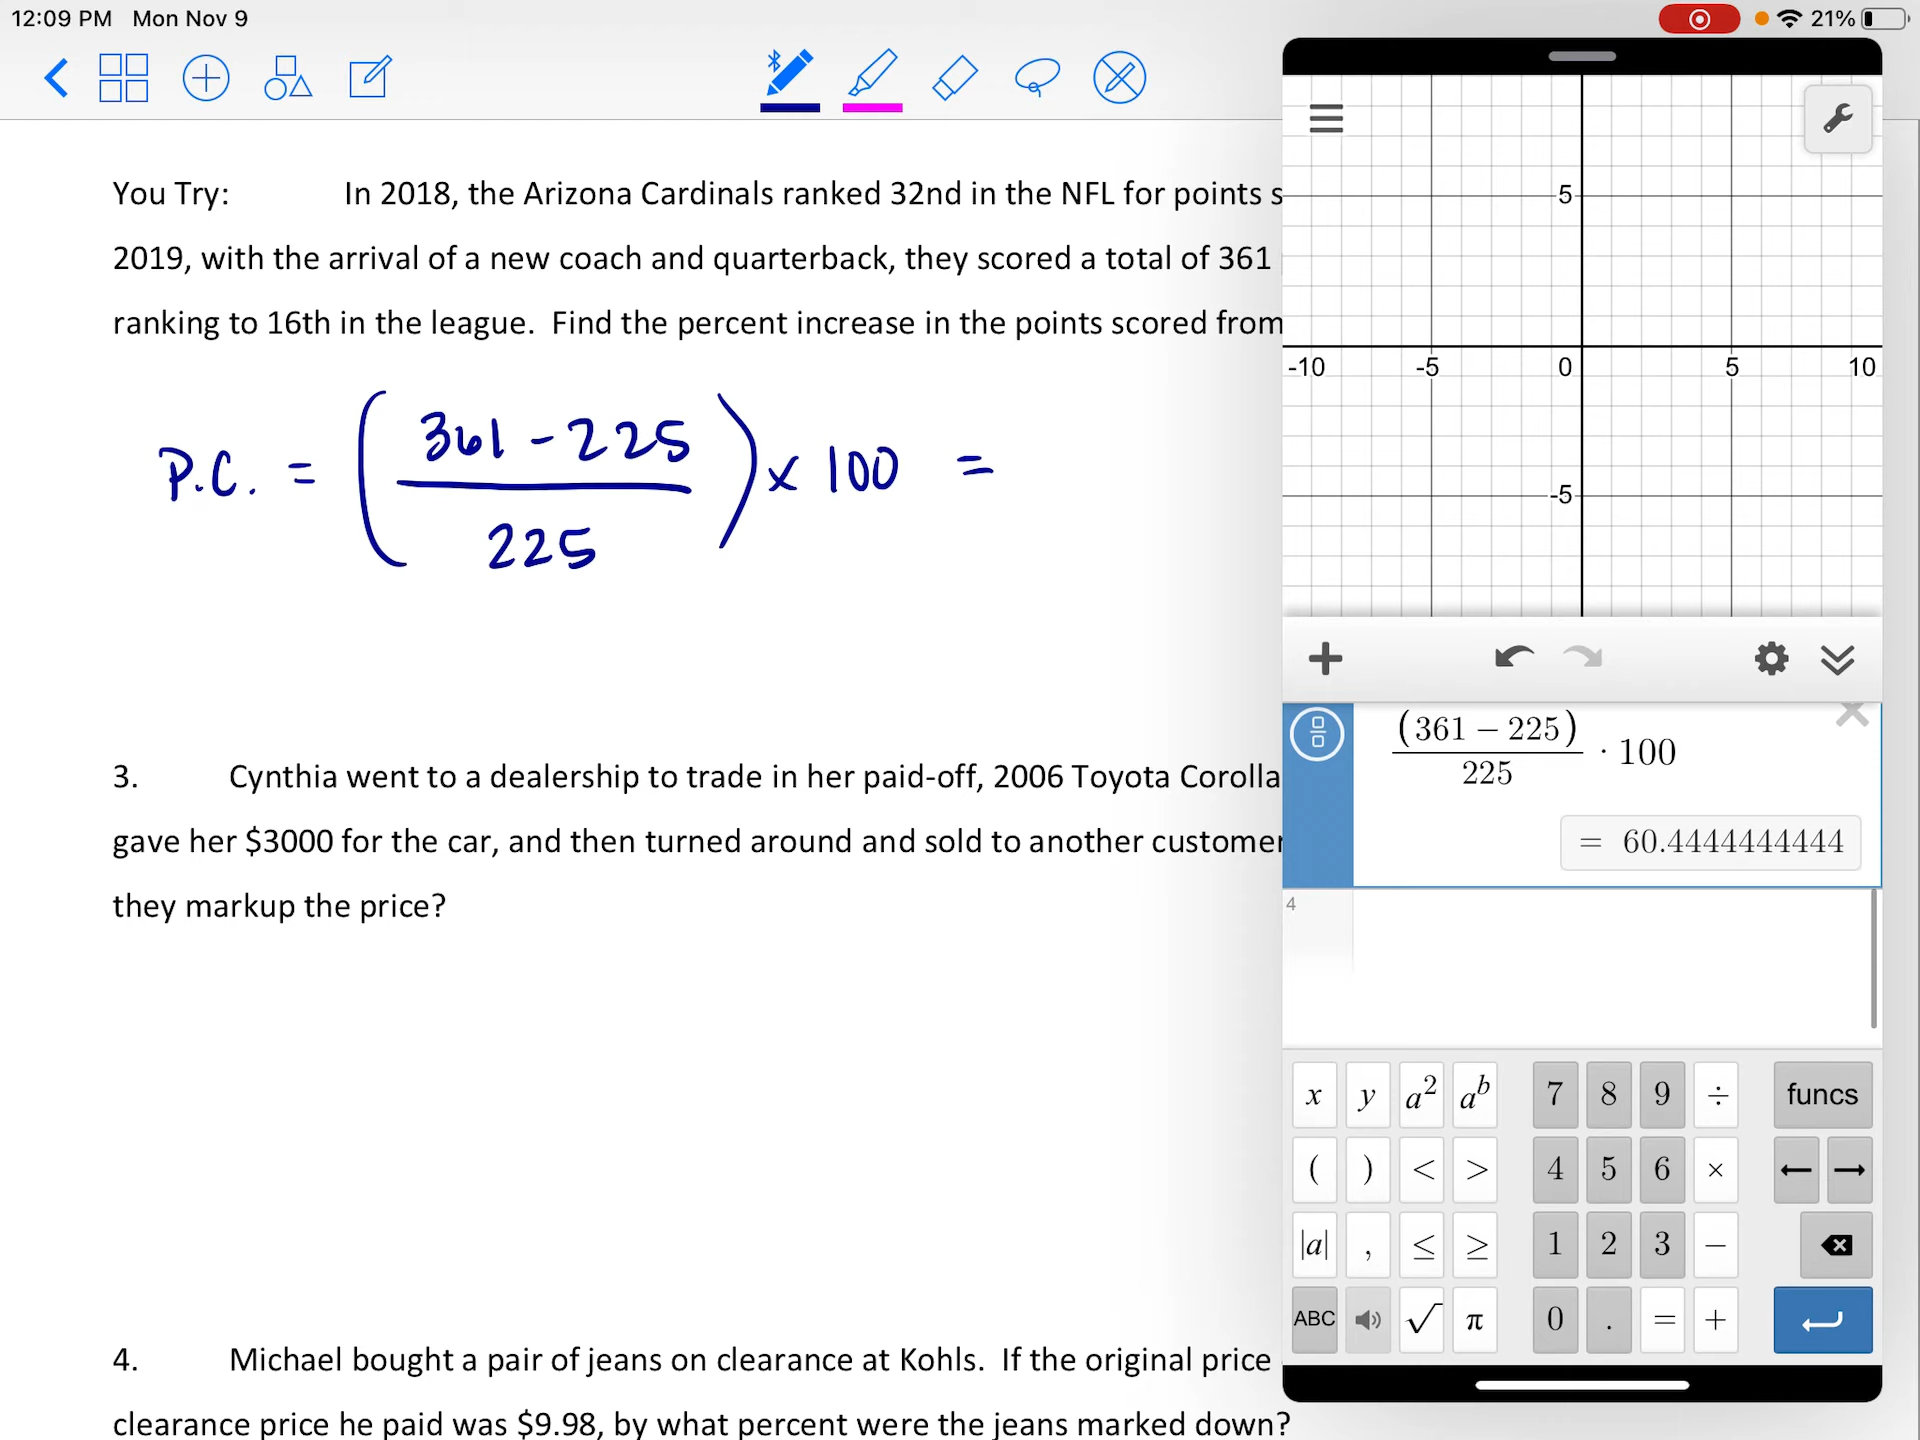 12:09 PM Mon Nov 9
21%
You Try: In 2018, the Arizona Cardinals ranked 32nd in the NFL for points s
2019, with the arrival of a new coach and quarterback, they scored a total of 361
ranking to 16th in the league. Find the percent increase in the points scored from
P.C. = ( 361 - 225 / 225 ) x 100 =
3. Cynthia went to a dealership to trade in her paid-off, 2006 Toyota Corolla
gave her $3000 for the car, and then turned around and sold to another customer
they markup the price?
4. Michael bought a pair of jeans on clearance at Kohls. If the original price
clearance price he paid was $9.98, by what percent were the jeans marked down?
5
-10 -5 0 5 10
-5
(361 − 225) / 225 · 100
= 60.4444444444
4
x y a² aᵇ 7 8 9 ÷ funcs
( ) < > 4 5 6 × ← →
|a| , ≤ ≥ 1 2 3 −
ABC √ π 0 . = +